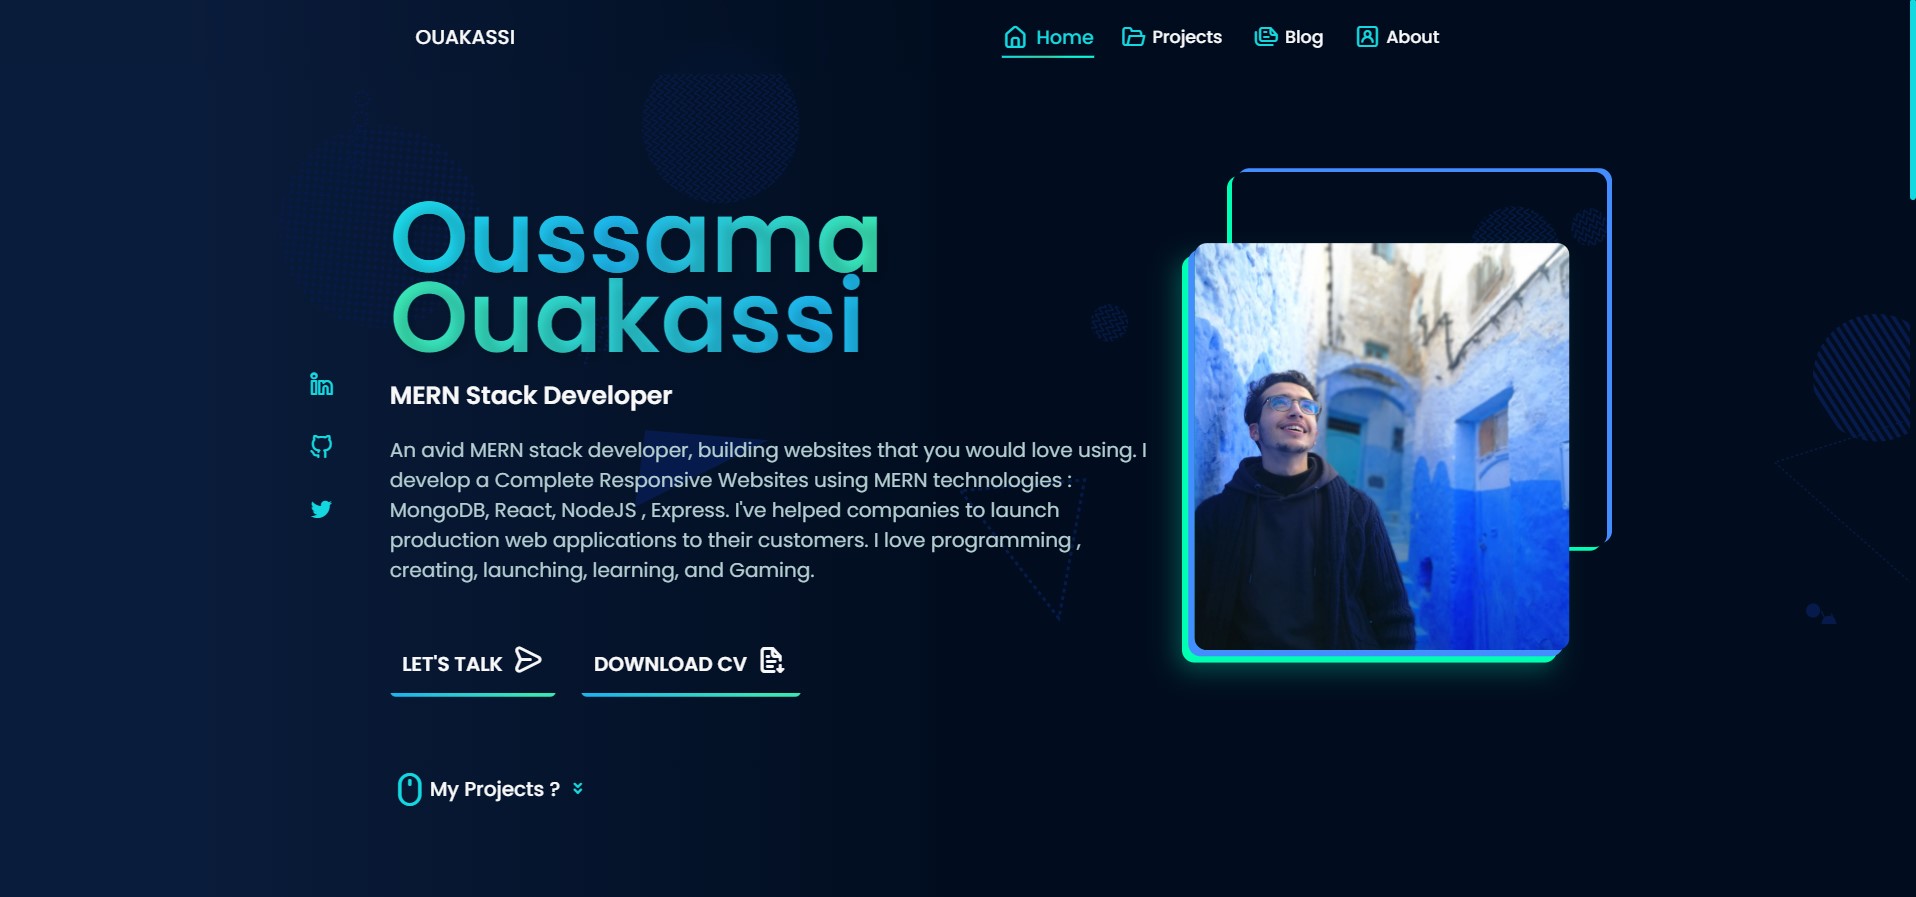 OUAKASSI
Home
Projects
Blog
About
Oussama
Ouakassi
MERN Stack Developer
An avid MERN stack developer, building websites that you would love using. I
develop a Complete Responsive Websites using MERN technologies :
MongoDB, React, NodeJS , Express. I've helped companies to launch
production web applications to their customers. I love programming ,
creating, launching, learning, and Gaming.
LET'S TALK
DOWNLOAD CV
My Projects ?